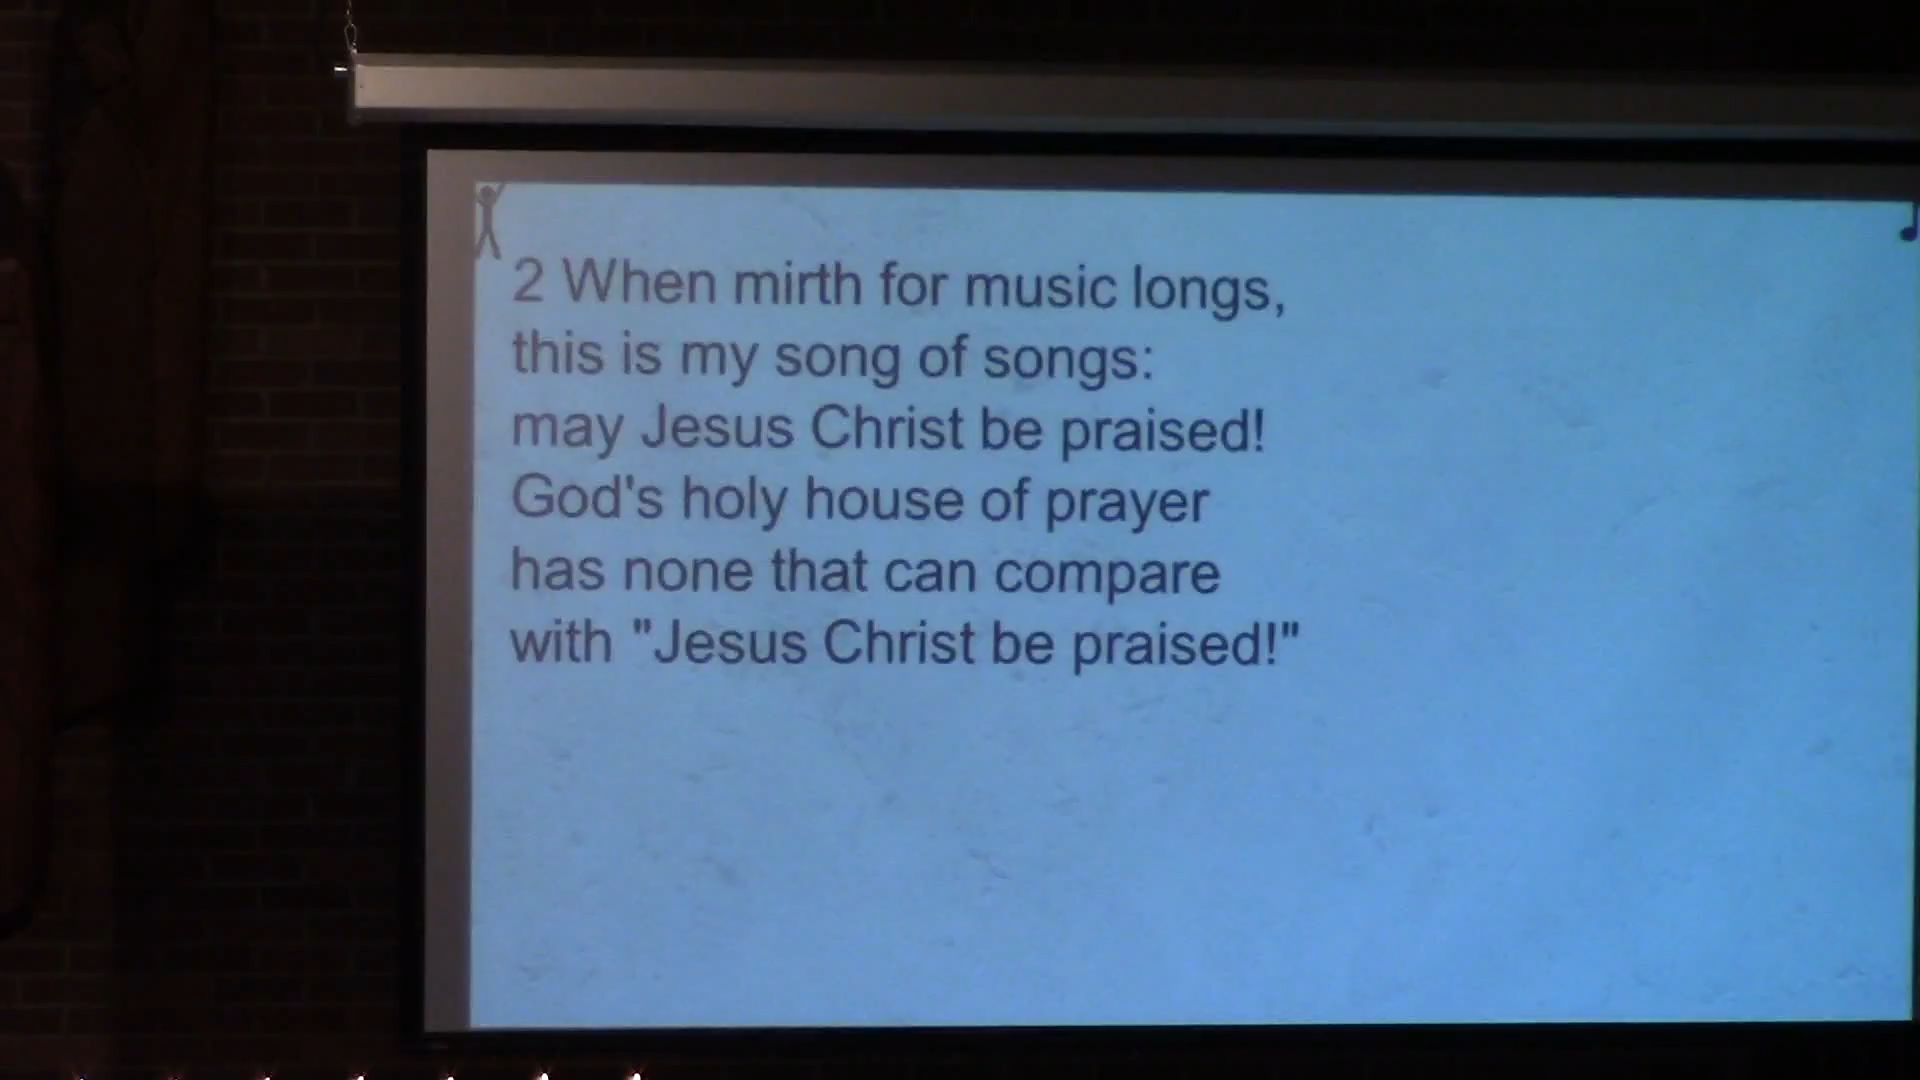 2 When mirth for music longs,
this is my song of songs:
may Jesus Christ be praised!
God's holy house of prayer
has none that can compare
with "Jesus Christ be praised!"